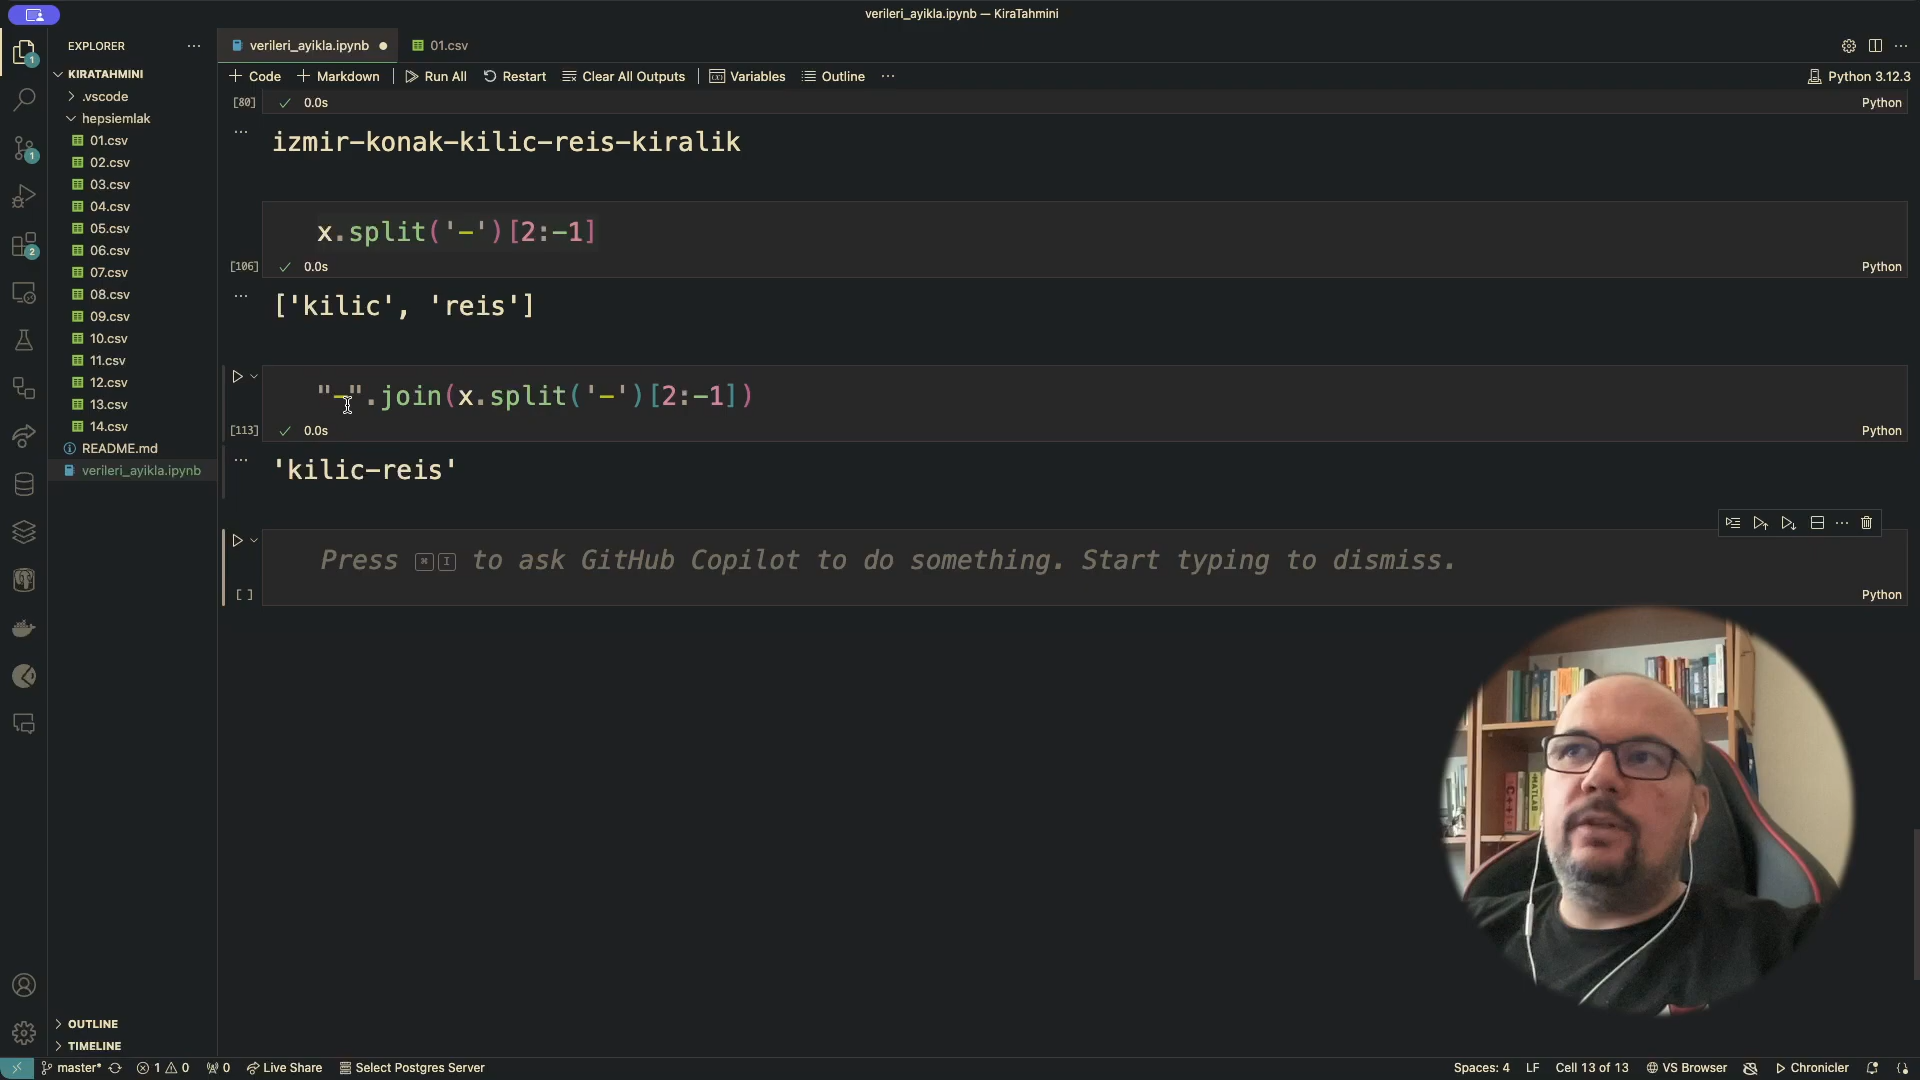 verileri_ayikla.ipynb — KiraTahmini
EXPLORER
verileri_ayikla.ipynb
01.csv
KIRATAHMINI
Code
Markdown
Run All
Restart
Clear All Outputs
Variables
Outline
Python 3.12.3
.vscode
hepsiemlak
01.csv
02.csv
03.csv
04.csv
05.csv
06.csv
07.csv
08.csv
09.csv
10.csv
11.csv
12.csv
13.csv
14.csv
README.md
verileri_ayikla.ipynb
[80]
0.0s
Python
izmir-konak-kilic-reis-kiralik
x.split('-')[2:-1]
[106]
0.0s
Python
['kilic', 'reis']
"-".join(x.split('-')[2:-1])
[113]
0.0s
Python
'kilic-reis'
Press ⌘ I to ask GitHub Copilot to do something. Start typing to dismiss.
[ ]
Python
C++
MATLAB
1
1
2
OUTLINE
TIMELINE
master*
1
0
0
Live Share
Select Postgres Server
Spaces: 4
LF
Cell 13 of 13
VS Browser
Chronicler